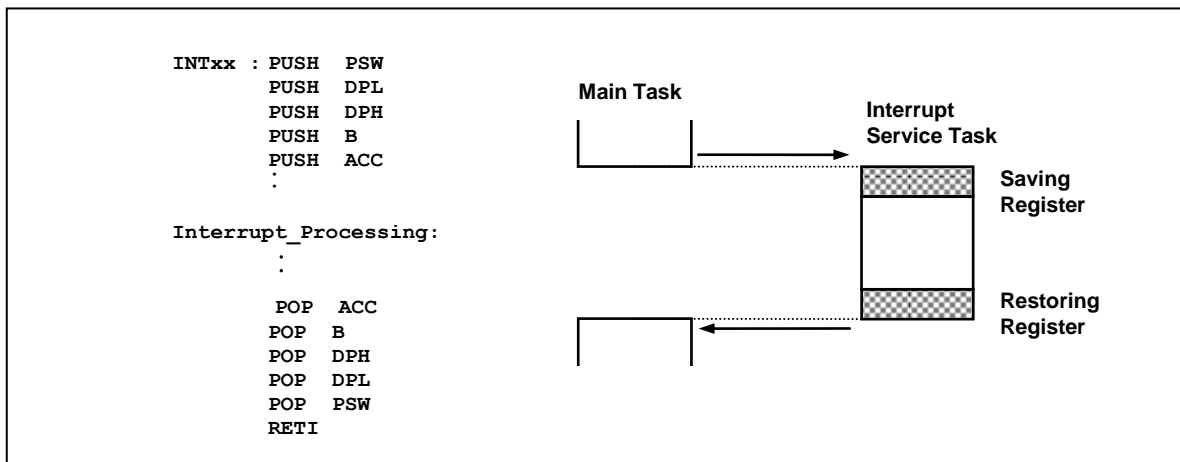 INTxx : PUSH PSW
PUSH DPL
PUSH DPH
PUSH B
PUSH ACC
:
Interrupt_Processing:
:
POP ACC
POP B
POP DPH
POP DPL
POP PSW
RETI
Main Task
Interrupt
Service Task
Saving
Register
Restoring
Register